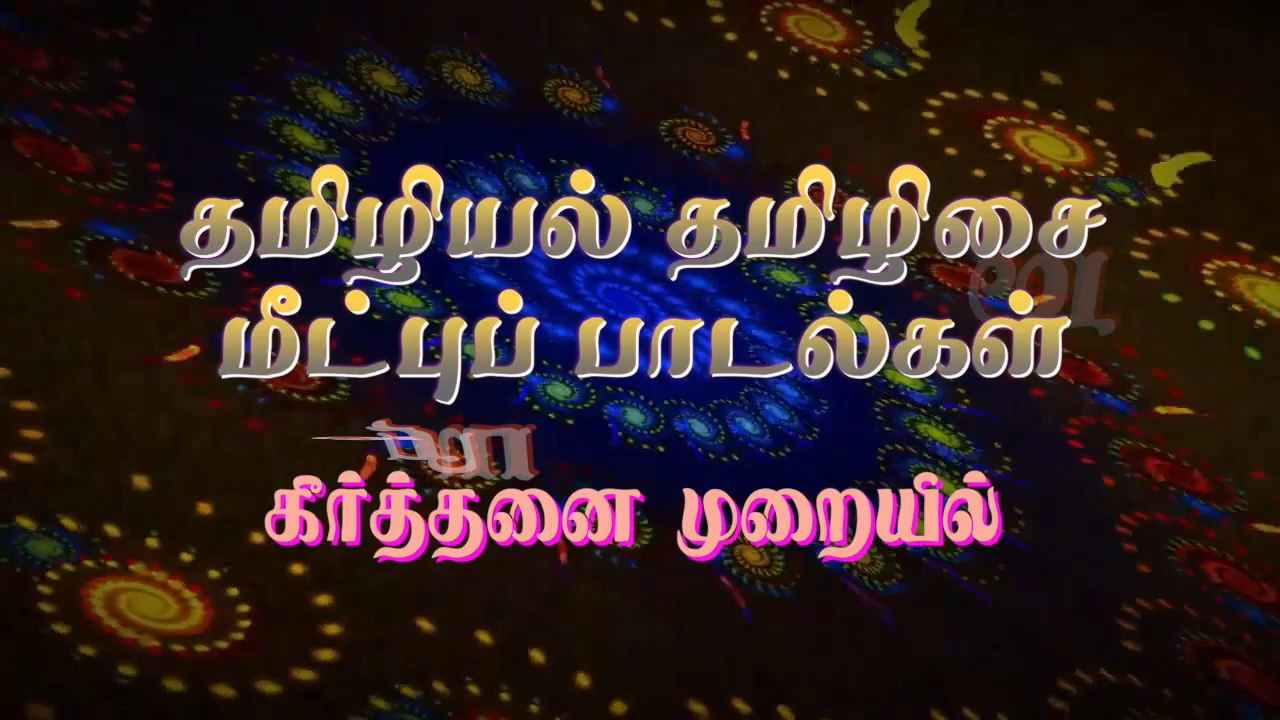 தமிழியல் தமிழிசை
மீட்புப் பாடல்கள்
கீர்த்தனை முறையில்